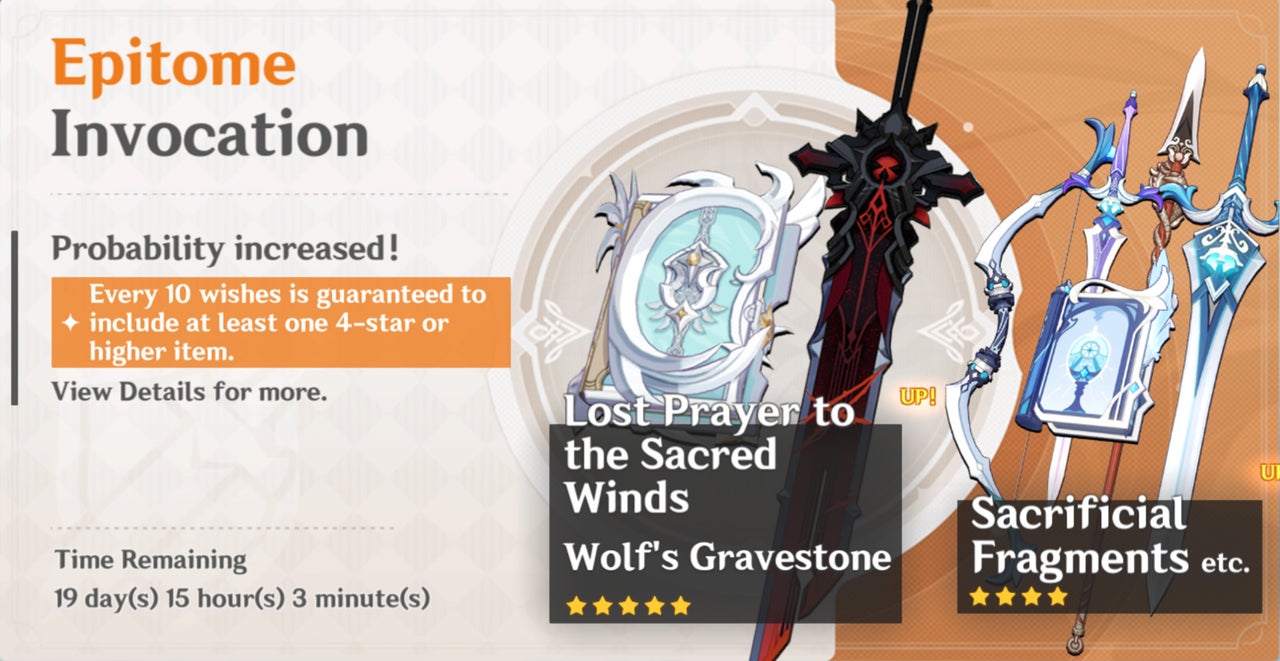 Epitome
Invocation
Probability increased!
Every 10 wishes is guaranteed to
include at least one 4-star or
higher item.
View Details for more.
Time Remaining
19 day(s) 15 hour(s) 3 minute(s)
UP!
Lost Prayer to
the Sacred
Winds
Wolf's Gravestone
Sacrificial
Fragments etc.